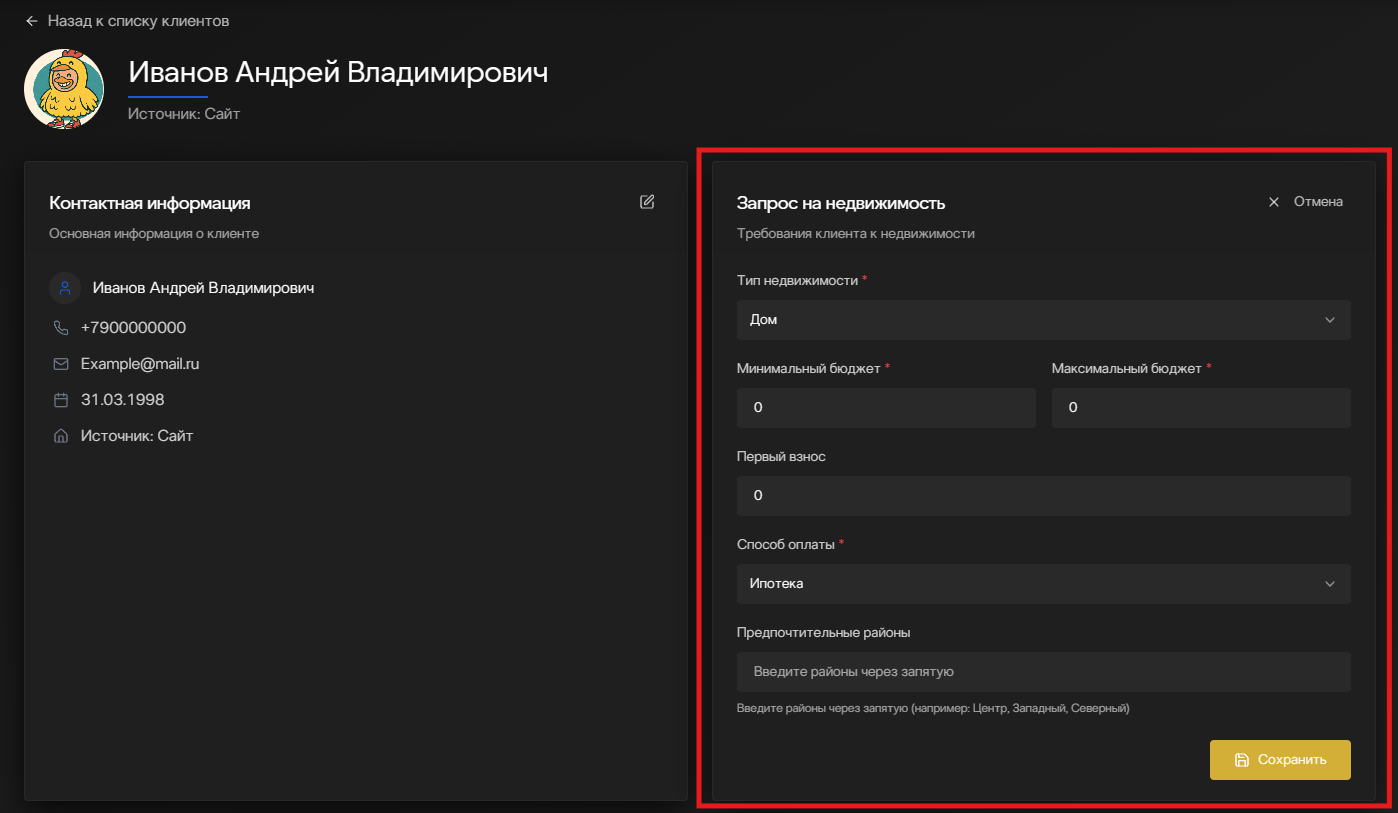 Назад к списку клиентов
Иванов Андрей Владимирович
Источник: Сайт
Контактная информация
Основная информация о клиенте
Иванов Андрей Владимирович
+7900000000
Example@mail.ru
31.03.1998
Источник: Сайт
Запрос на недвижимость
Отмена
Требования клиента к недвижимости
Тип недвижимости *
Дом
Минимальный бюджет * Максимальный бюджет *
0 0
Первый взнос
0
Способ оплаты *
Ипотека
Предпочтительные районы
Введите районы через запятую
Введите районы через запятую (например: Центр, Западный, Северный)
Сохранить